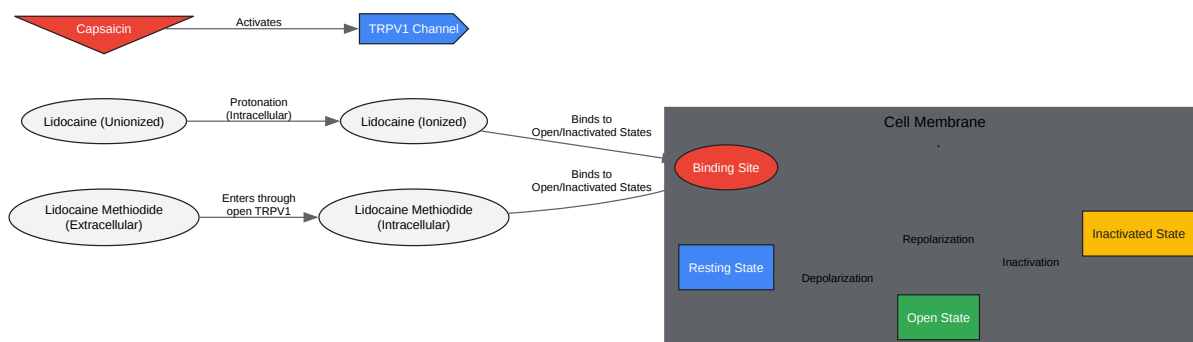 Capsaicin
Activates
TRPV1 Channel
Lidocaine (Unionized)
Protonation
(Intracellular)
Lidocaine (Ionized)
Binds to
Open/Inactivated States
Lidocaine Methiodide
(Extracellular)
Enters through
open TRPV1
Lidocaine Methiodide
(Intracellular)
Binds to
Open/Inactivated States
Cell Membrane
Binding Site
Resting State
Depolarization
Repolarization
Open State
Inactivation
Inactivated State